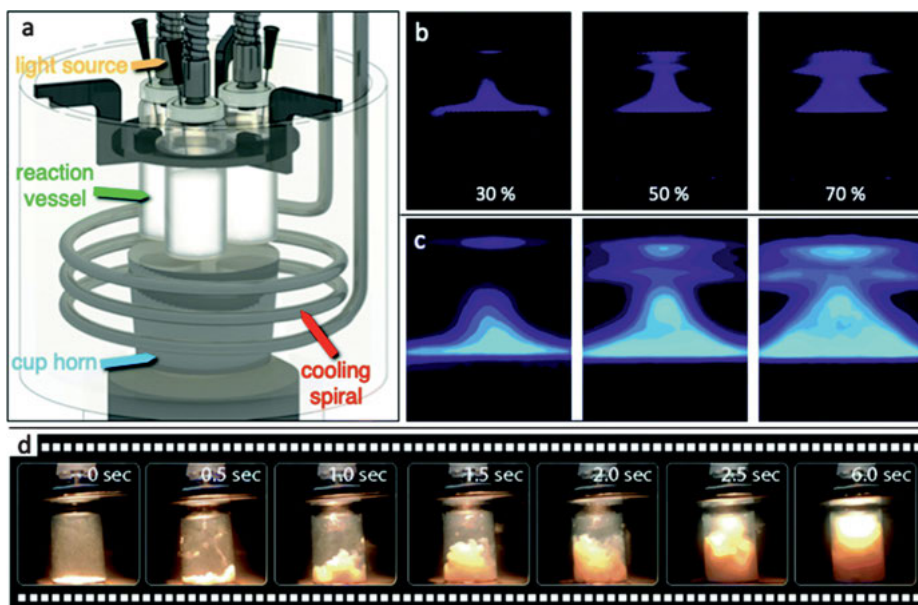 a
light source
reaction
vessel
cup horn
cooling
spiral
b
30 %
50 %
70 %
c
d
0 sec
0.5 sec
1.0 sec
1.5 sec
2.0 sec
2.5 sec
6.0 sec